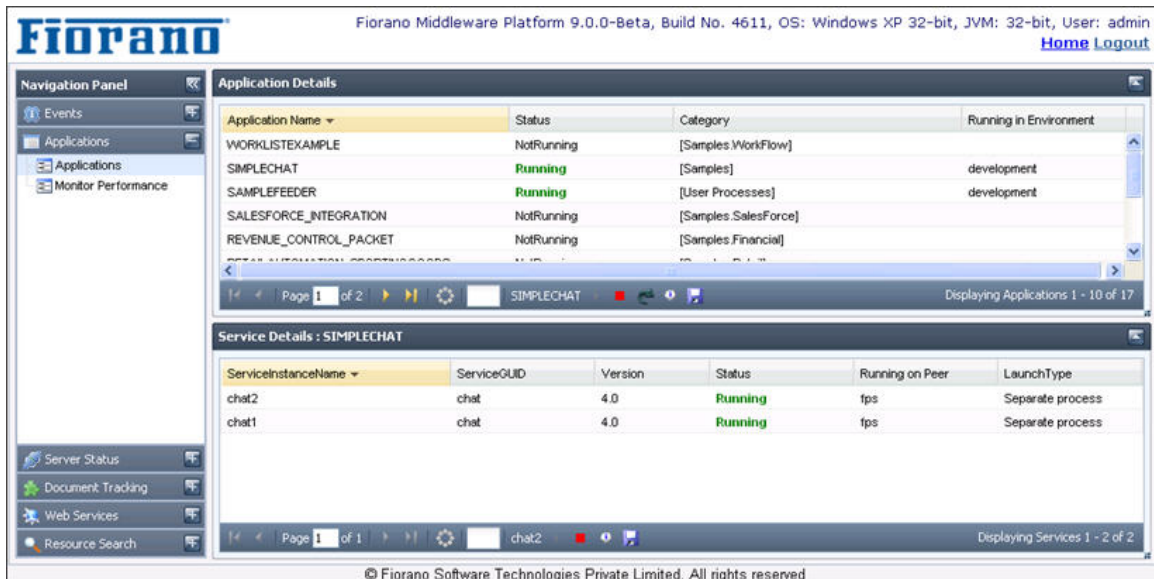 Fiorano
Fiorano Middleware Platform 9.0.0-Beta, Build No. 4611, OS: Windows XP 32-bit, JVM: 32-bit, User: admin
Home Logout
Navigation Panel
Events
Applications
Applications
Monitor Performance
Server Status
Document Tracking
Web Services
Resource Search
Application Details
Application Name Status Category Running in Environment
WORKLISTEXAMPLE NotRunning [Samples.WorkFlow]
SIMPLECHAT Running [Samples] development
SAMPLEFEEDER Running [User Processes] development
SALESFORCE_INTEGRATION NotRunning [Samples.SalesForce]
REVENUE_CONTROL_PACKET NotRunning [Samples.Financial]
Page 1 of 2 SIMPLECHAT Displaying Applications 1 - 10 of 17
Service Details : SIMPLECHAT
ServiceInstanceName ServiceGUID Version Status Running on Peer LaunchType
chat2 chat 4.0 Running fps Separate process
chat1 chat 4.0 Running fps Separate process
Page 1 of 1 chat2 Displaying Services 1 - 2 of 2
© Fiorano Software Technologies Private Limited. All rights reserved